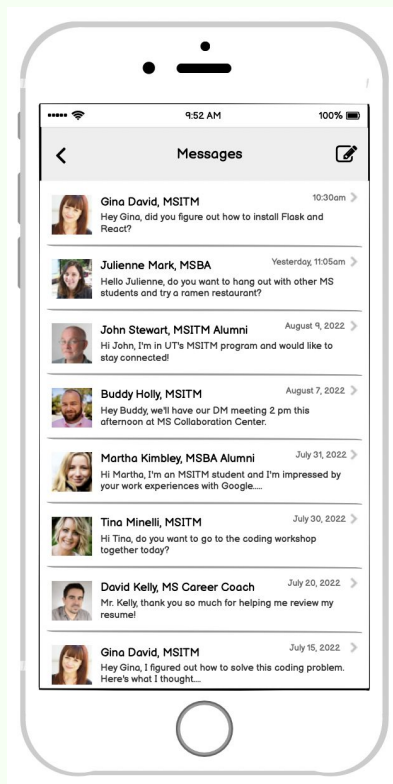 9:52 AM 100%
Messages
Gina David, MSITM 10:30am
Hey Gina, did you figure out how to install Flask and
React?
Julienne Mark, MSBA Yesterday, 11:05am
Hello Julienne, do you want to hang out with other MS
students and try a ramen restaurant?
John Stewart, MSITM Alumni August 9, 2022
Hi John, I'm in UT's MSITM program and would like to
stay connected!
Buddy Holly, MSITM August 7, 2022
Hey Buddy, we'll have our DM meeting 2 pm this
afternoon at MS Collaboration Center.
Martha Kimbley, MSBA Alumni July 31, 2022
Hi Martha, I'm an MSITM student and I'm impressed by
your work experiences with Google.....
Tina Minelli, MSITM July 30, 2022
Hi Tina, do you want to go to the coding workshop
together today?
David Kelly, MS Career Coach July 20, 2022
Mr. Kelly, thank you so much for helping me review my
resume!
Gina David, MSITM July 15, 2022
Hey Gina, I figured out how to solve this coding problem.
Here's what I thought....